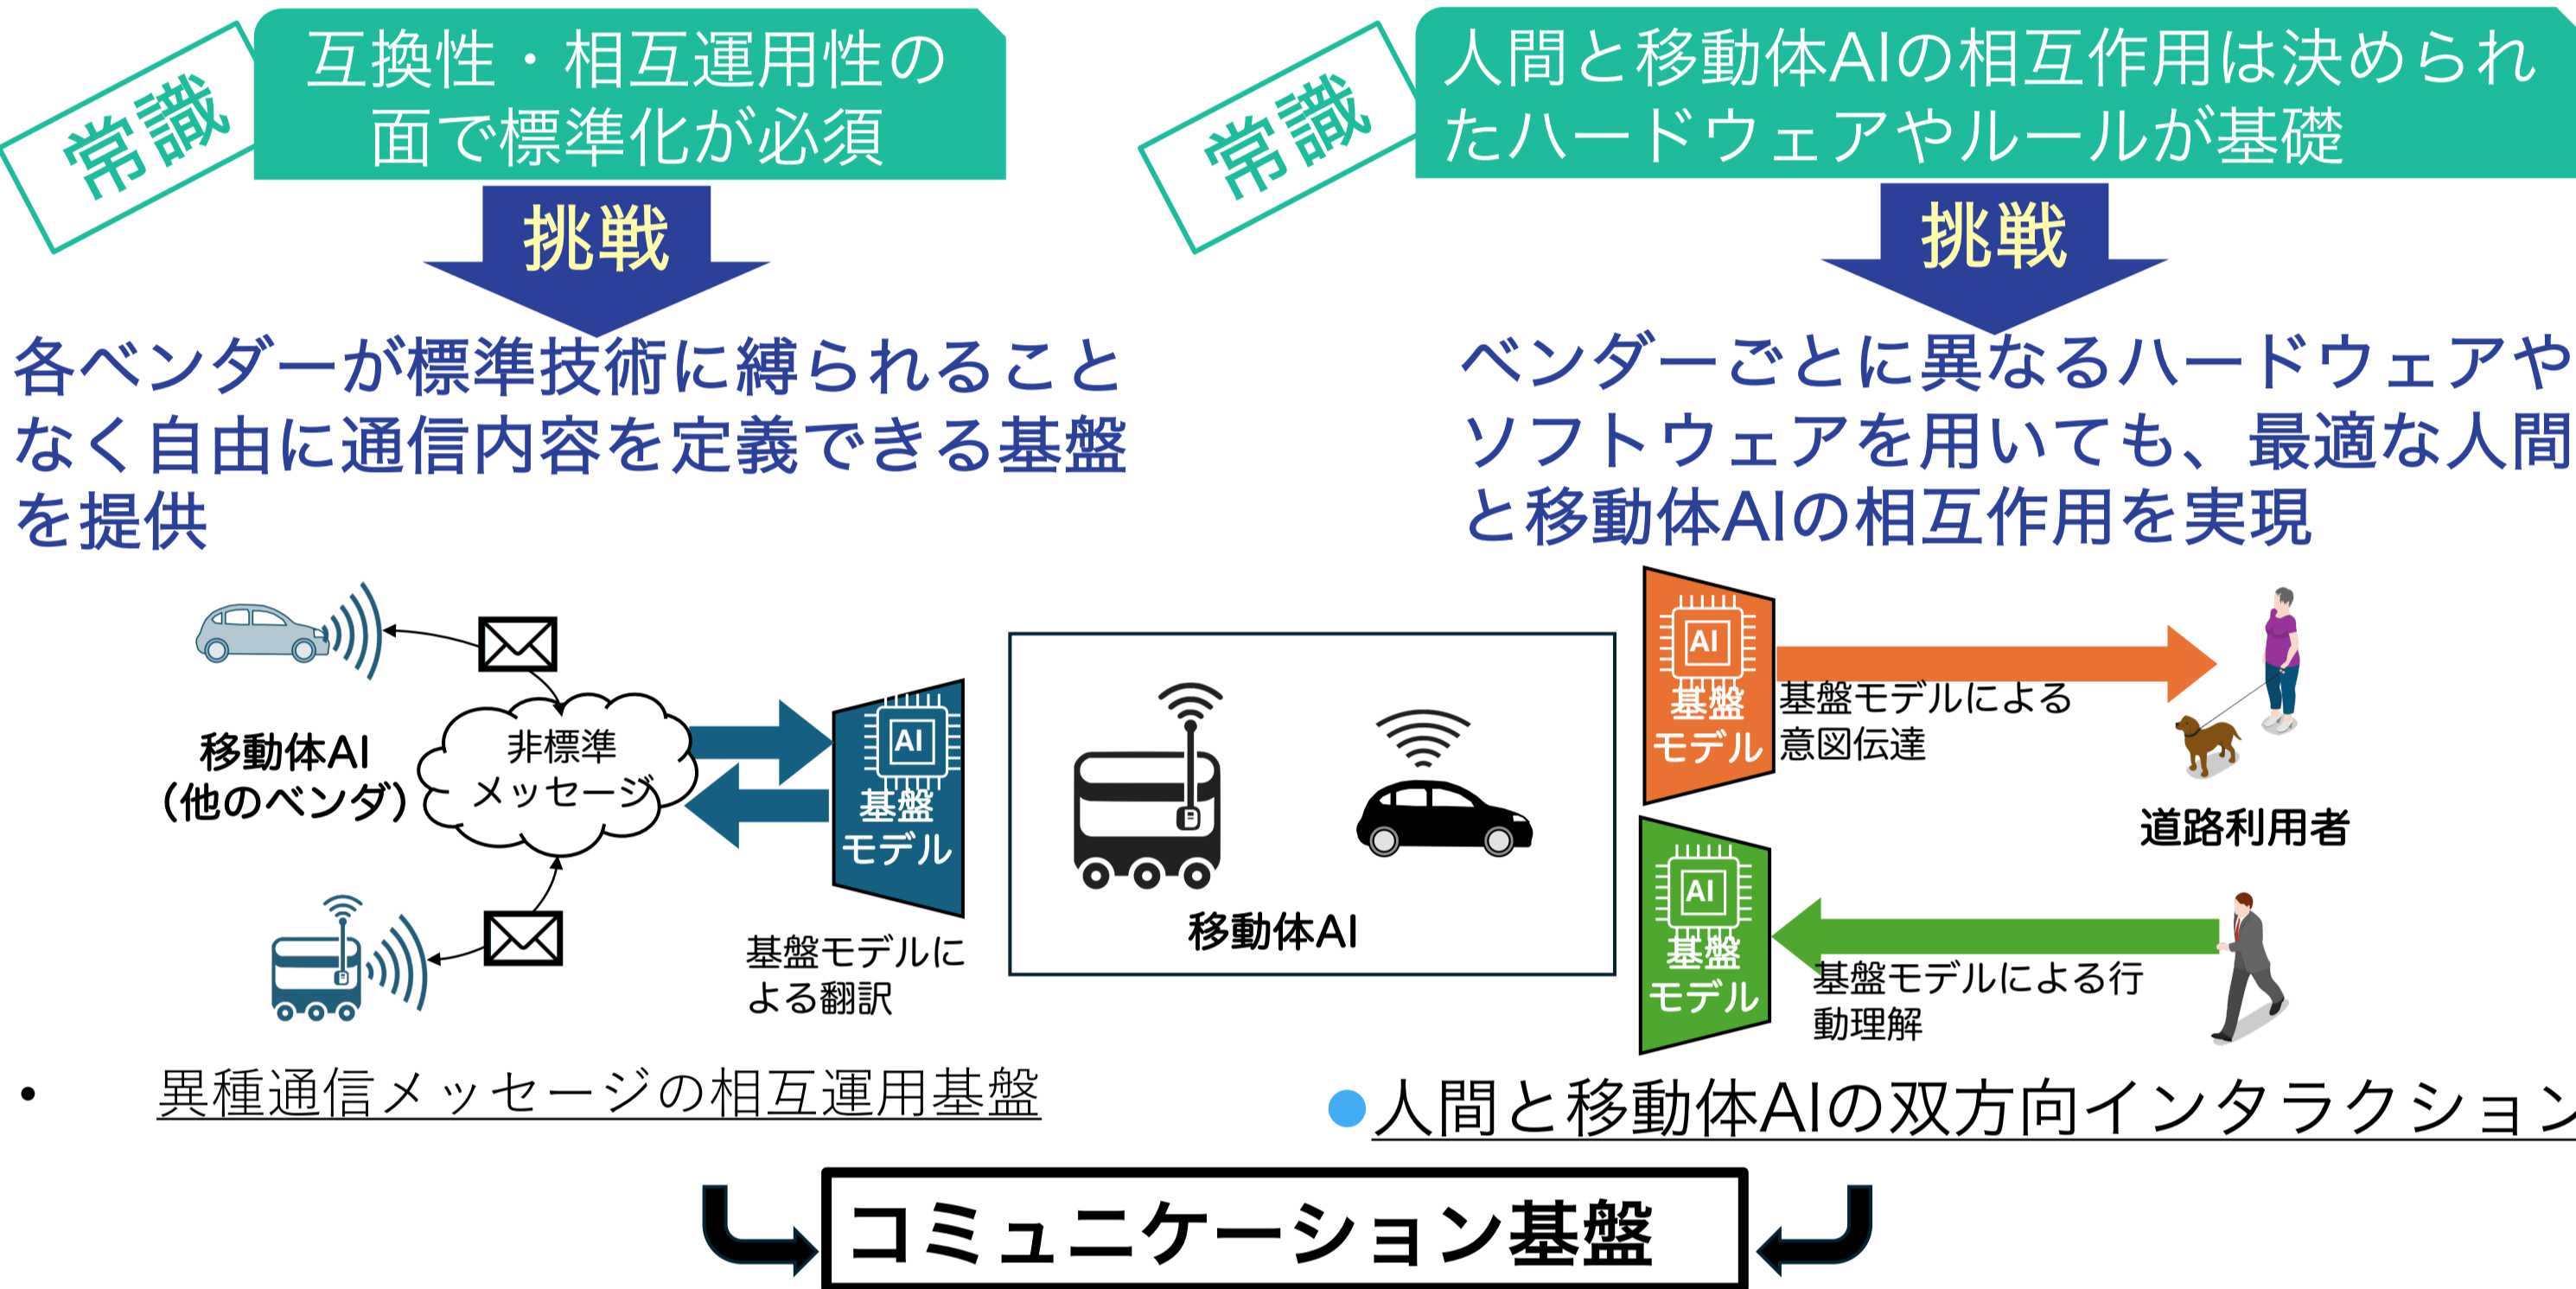 常識
互換性・相互運用性の
面で標準化が必須
挑戦
各ベンダーが標準技術に縛られること
なく自由に通信内容を定義できる基盤
を提供
常識
人間と移動体AIの相互作用は決められ
たハードウェアやルールが基礎
挑戦
ベンダーごとに異なるハードウェアや
ソフトウェアを用いても、最適な人間
と移動体AIの相互作用を実現
移動体AI
（他のベンダ）
非標準
メッセージ
AI
基盤
モデル
基盤モデルに
よる翻訳
移動体AI
AI
基盤
モデル
基盤モデルによる
意図伝達
道路利用者
AI
基盤
モデル
基盤モデルによる行
動理解
• 異種通信メッセージの相互運用基盤
●人間と移動体AIの双方向インタラクション
コミュニケーション基盤